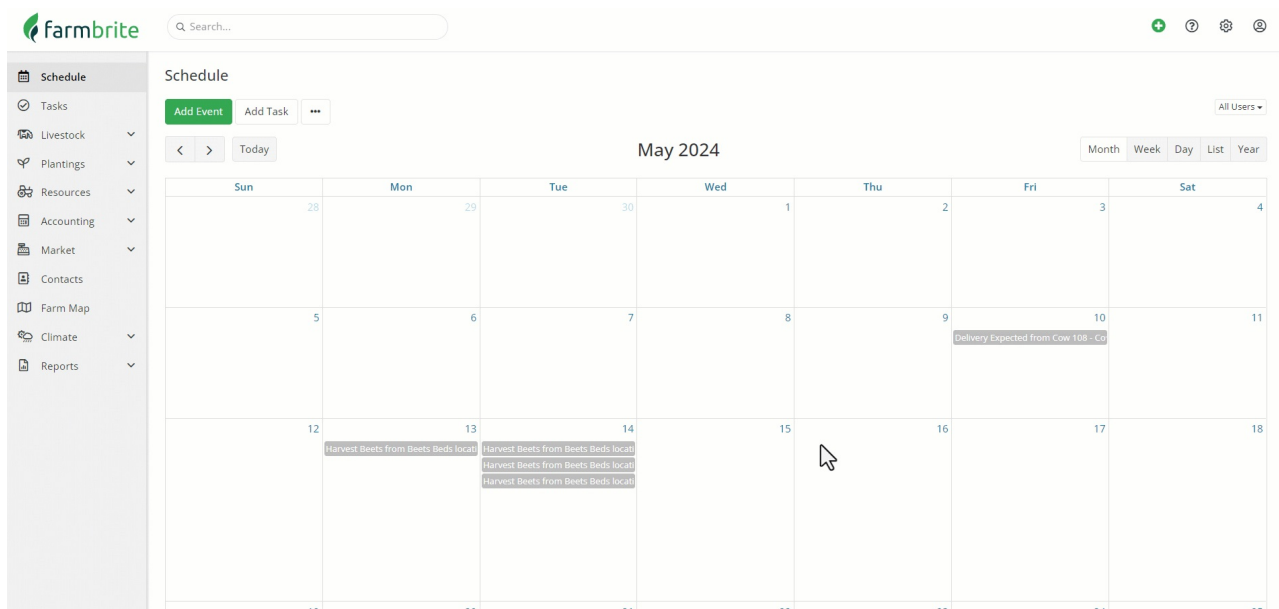 farmbrite
Search...
Schedule
Tasks
Livestock
Plantings
Resources
Accounting
Market
Contacts
Farm Map
Climate
Reports
Schedule
Add Event Add Task •••
All Users
Today
May 2024
Month Week Day List Year
Sun Mon Tue Wed Thu Fri Sat
28 29 30 1 2 3 4
5 6 7 8 9 10 11
Delivery Expected from Cow 108 - Co
12 13 14 15 16 17 18
Harvest Beets from Beets Beds locati Harvest Beets from Beets Beds locati
Harvest Beets from Beets Beds locati
Harvest Beets from Beets Beds locati